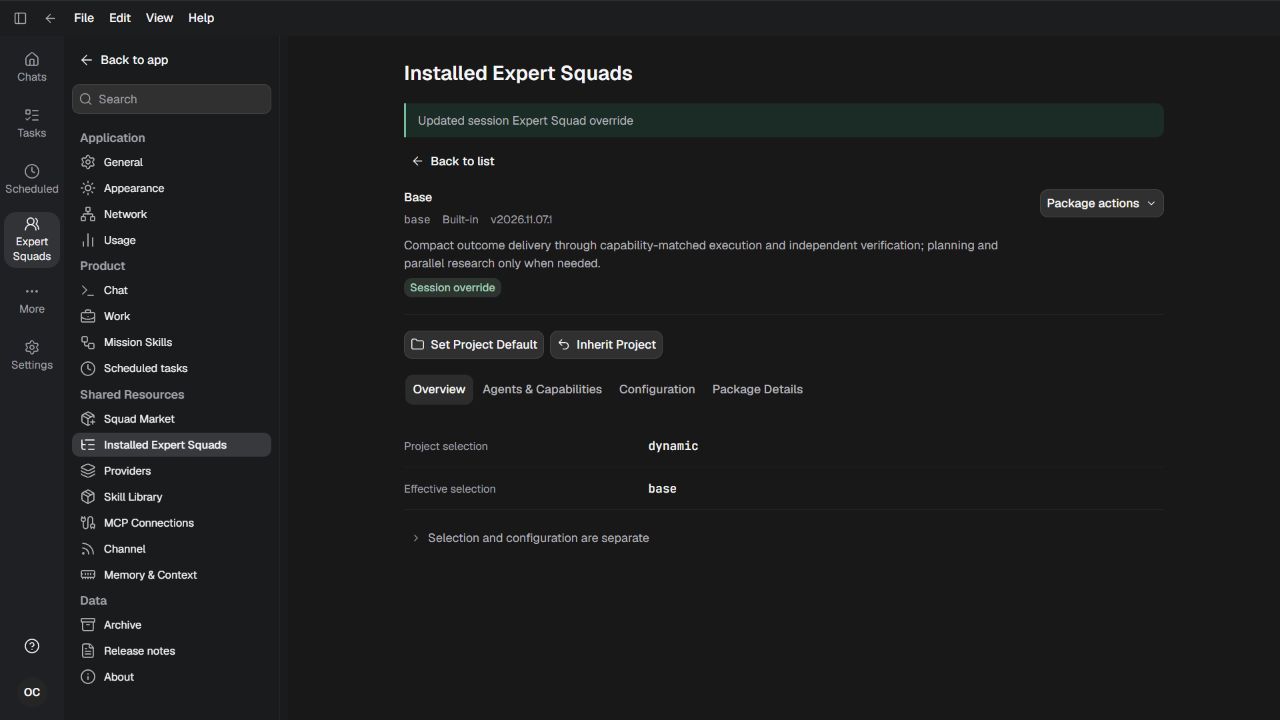 File Edit View Help
Chats
Tasks
Scheduled
Expert
Squads
More
Settings
OC
Back to app
Search
Application
General
Appearance
Network
Usage
Product
Chat
Work
Mission Skills
Scheduled tasks
Shared Resources
Squad Market
Installed Expert Squads
Providers
Skill Library
MCP Connections
Channel
Memory & Context
Data
Archive
Release notes
About
Installed Expert Squads
Updated session Expert Squad override
Back to list
Base
base Built-in v2026.11.07.1
Package actions
Compact outcome delivery through capability-matched execution and independent verification; planning and
parallel research only when needed.
Session override
Set Project Default Inherit Project
Overview Agents & Capabilities Configuration Package Details
Project selection dynamic
Effective selection base
Selection and configuration are separate